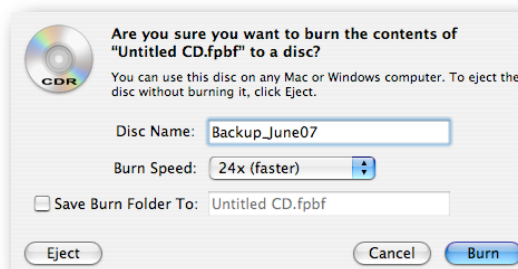 Are you sure you want to burn the contents of
“Untitled CD.fpbf” to a disc?
You can use this disc on any Mac or Windows computer. To eject the
disc without burning it, click Eject.
CDR
Disc Name: Backup_June07
Burn Speed: 24x (faster)
Save Burn Folder To: Untitled CD.fpbf
Eject Cancel Burn